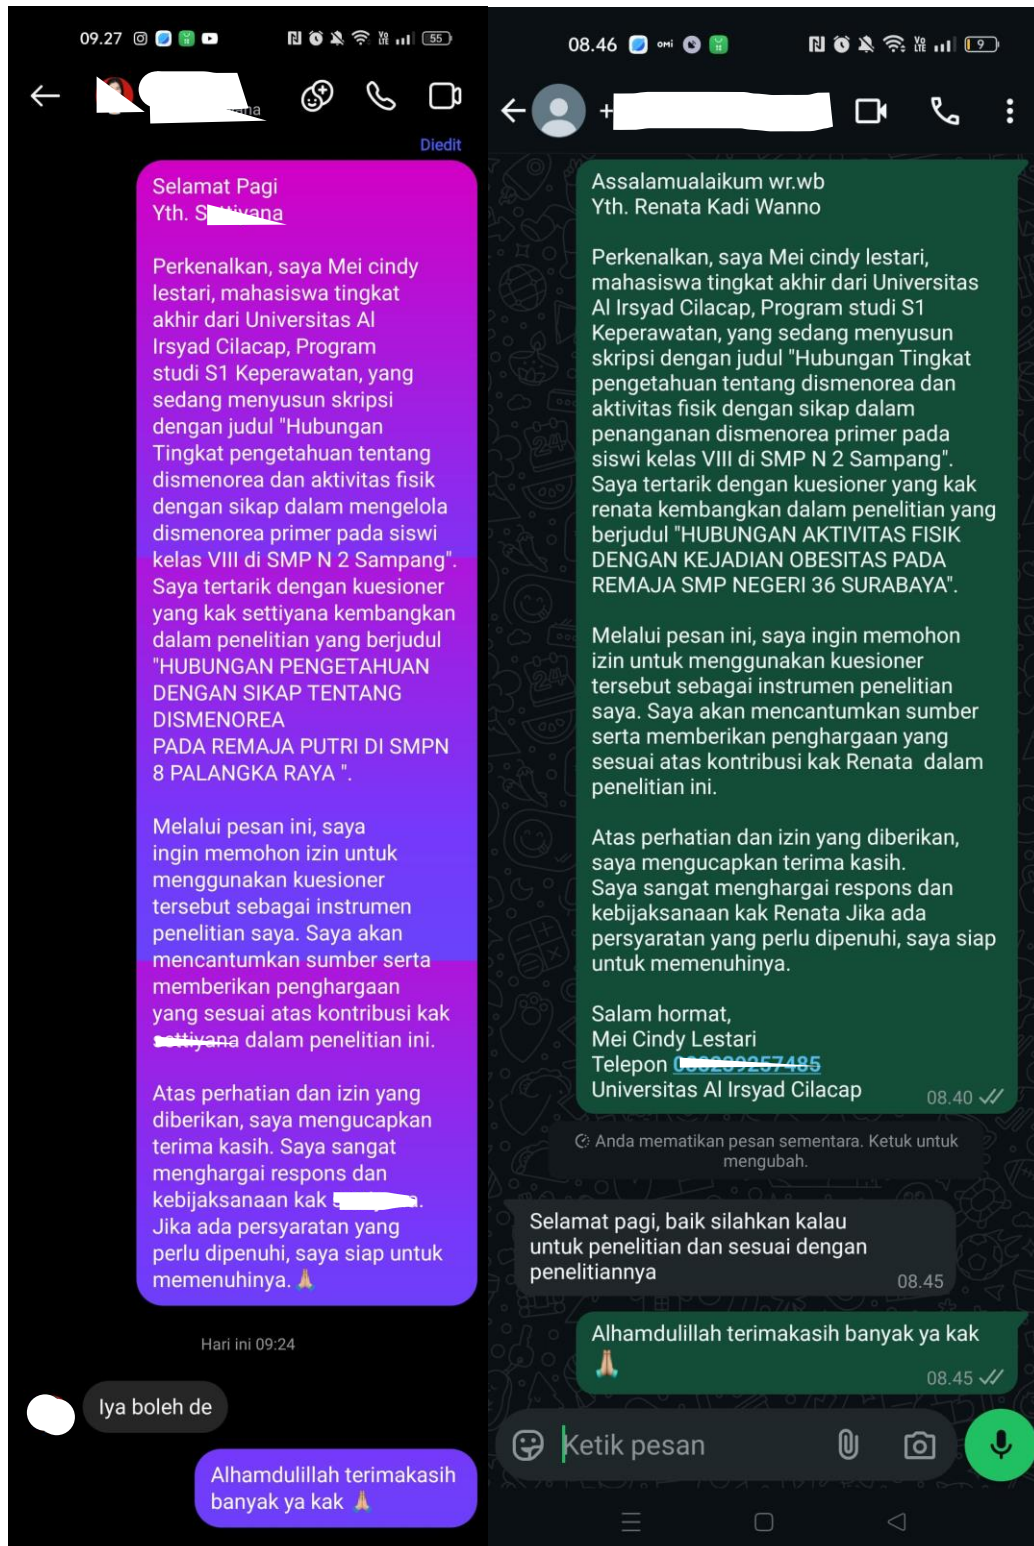 09.27
55
Diedit
Selamat Pagi
Yth.
Perkenalkan, saya Mei cindy
lestari, mahasiswa tingkat
akhir dari Universitas Al
Irsyad Cilacap, Program
studi S1 Keperawatan, yang
sedang menyusun skripsi
dengan judul "Hubungan
Tingkat pengetahuan tentang
dismenorea dan aktivitas fisik
dengan sikap dalam mengelola
dismenorea primer pada siswi
kelas VIII di SMP N 2 Sampang".
Saya tertarik dengan kuesioner
yang kak settiyana kembangkan
dalam penelitian yang berjudul
"HUBUNGAN PENGETAHUAN
DENGAN SIKAP TENTANG
DISMENOREA
PADA REMAJA PUTRI DI SMPN
8 PALANGKA RAYA ".
Melalui pesan ini, saya
ingin memohon izin untuk
menggunakan kuesioner
tersebut sebagai instrumen
penelitian saya. Saya akan
mencantumkan sumber serta
memberikan penghargaan
yang sesuai atas kontribusi kak
dalam penelitian ini.
Atas perhatian dan izin yang
diberikan, saya mengucapkan
terima kasih. Saya sangat
menghargai respons dan
kebijaksanaan kak
Jika ada persyaratan yang
perlu dipenuhi, saya siap untuk
memenuhinya. 🙏🏼
Hari ini 09:24
Iya boleh de
Alhamdulillah terimakasih
banyak ya kak 🙏🏼
08.46
9
+
Assalamualaikum wr.wb
Yth. Renata Kadi Wanno
Perkenalkan, saya Mei cindy lestari,
mahasiswa tingkat akhir dari Universitas
Al Irsyad Cilacap, Program studi S1
Keperawatan, yang sedang menyusun
skripsi dengan judul "Hubungan Tingkat
pengetahuan tentang dismenorea dan
aktivitas fisik dengan sikap dalam
penanganan dismenorea primer pada
siswi kelas VIII di SMP N 2 Sampang".
Saya tertarik dengan kuesioner yang kak
renata kembangkan dalam penelitian yang
berjudul "HUBUNGAN AKTIVITAS FISIK
DENGAN KEJADIAN OBESITAS PADA
REMAJA SMP NEGERI 36 SURABAYA".
Melalui pesan ini, saya ingin memohon
izin untuk menggunakan kuesioner
tersebut sebagai instrumen penelitian
saya. Saya akan mencantumkan sumber
serta memberikan penghargaan yang
sesuai atas kontribusi kak Renata  dalam
penelitian ini.
Atas perhatian dan izin yang diberikan,
saya mengucapkan terima kasih.
Saya sangat menghargai respons dan
kebijaksanaan kak Renata Jika ada
persyaratan yang perlu dipenuhi, saya siap
untuk memenuhinya.
Salam hormat,
Mei Cindy Lestari
Telepon
Universitas Al Irsyad Cilacap
08.40
Anda mematikan pesan sementara. Ketuk untuk
mengubah.
Selamat pagi, baik silahkan kalau
untuk penelitian dan sesuai dengan
penelitiannya
08.45
Alhamdulillah terimakasih banyak ya kak
🙏🏼
08.45
Ketik pesan